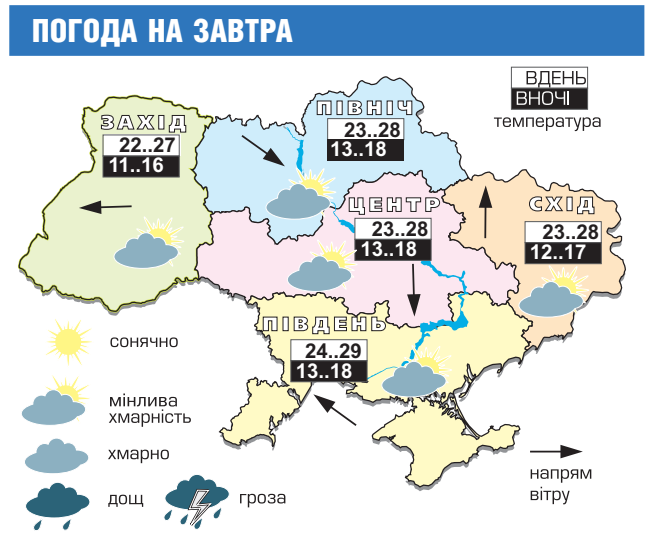 ПОГОДА НА ЗАВТРА
ВДЕНЬ
ВНОЧІ
температура
ЗАХІД
22..27
11..16
ПІВНІЧ
23..28
13..18
ЦЕНТР
23..28
13..18
СХІД
23..28
12..17
ПІВДЕНЬ
24..29
13..18
сонячно
мінлива
хмарність
хмарно
дощ
гроза
напрям
вітру